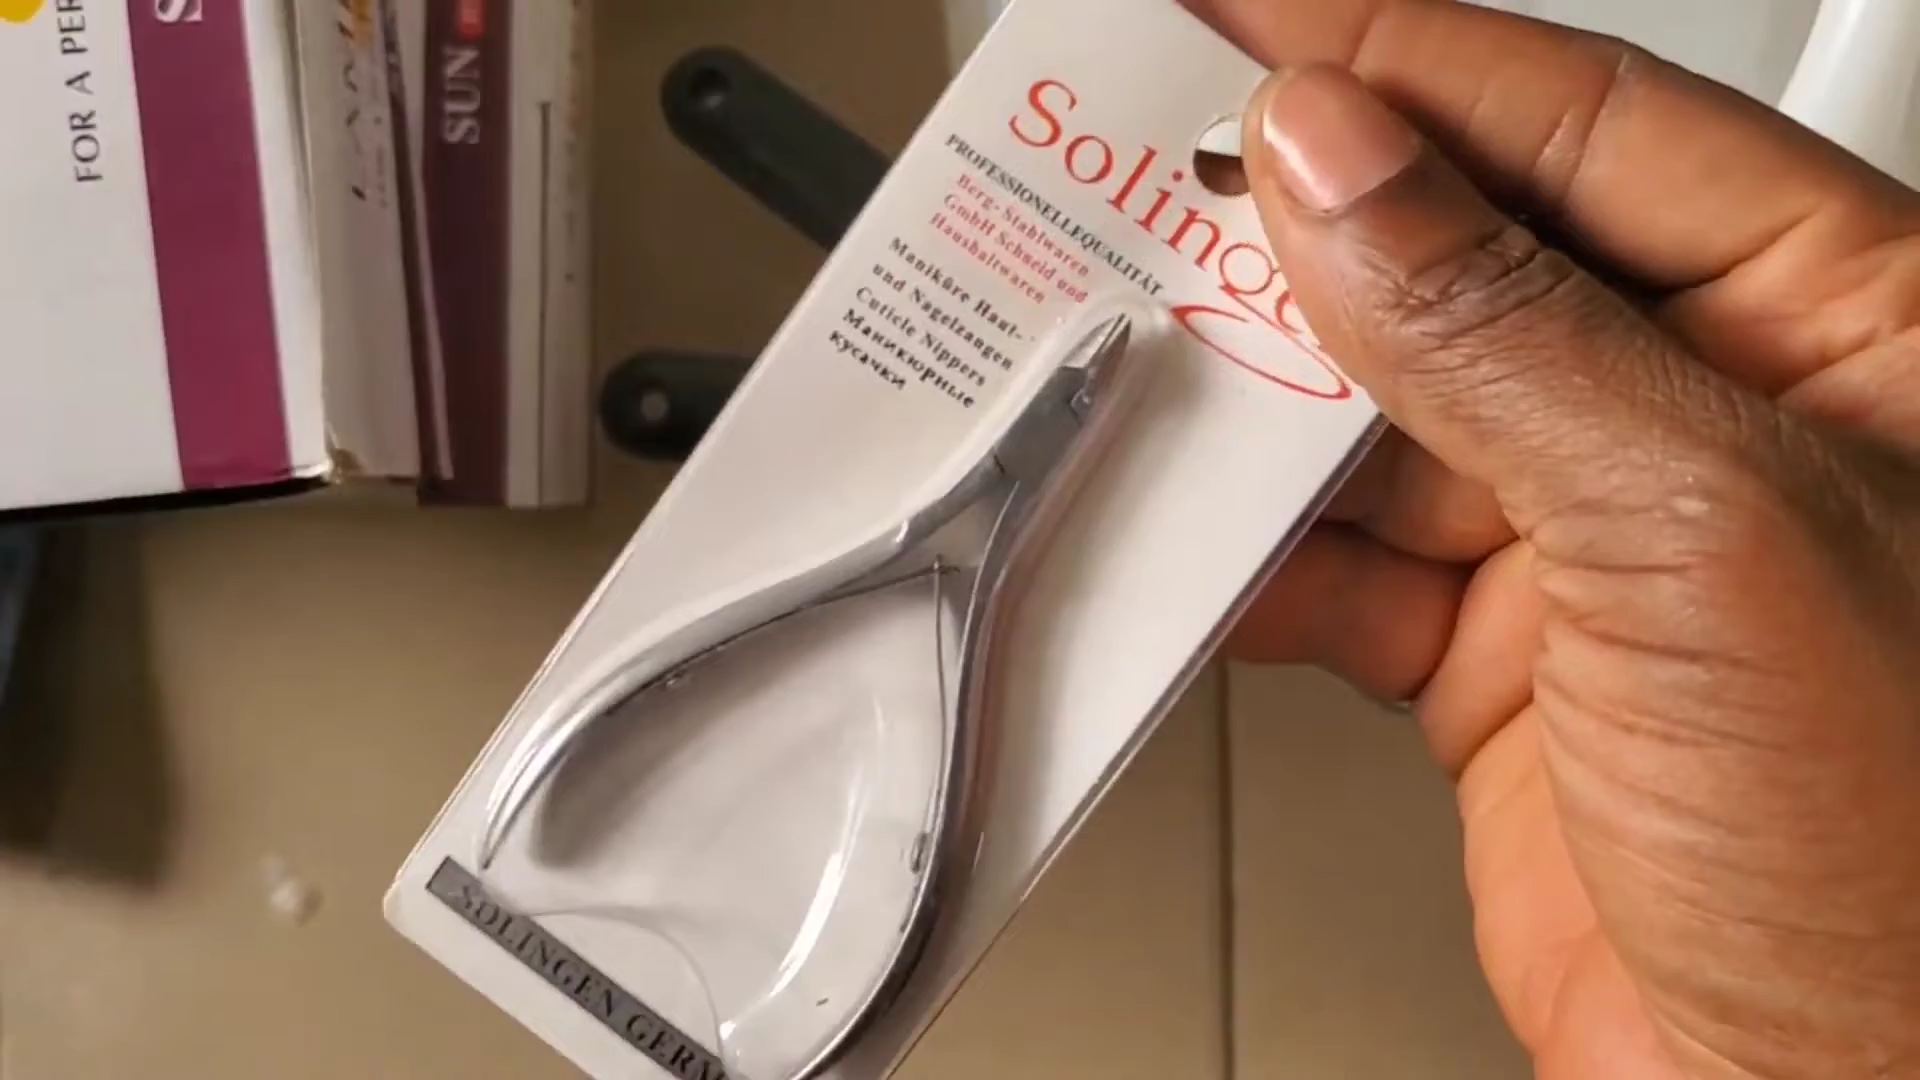 FOR A PER
SUN
Soling
PROFESSIONELLEQUALITÄT
Berg-Stahlwaren
GmbH Schneid und
Haushaltwaren
Maniküre Haut-
und Nagelzangen
Cuticle Nippers
Маникюрные
кусачки
SOLINGEN GERM